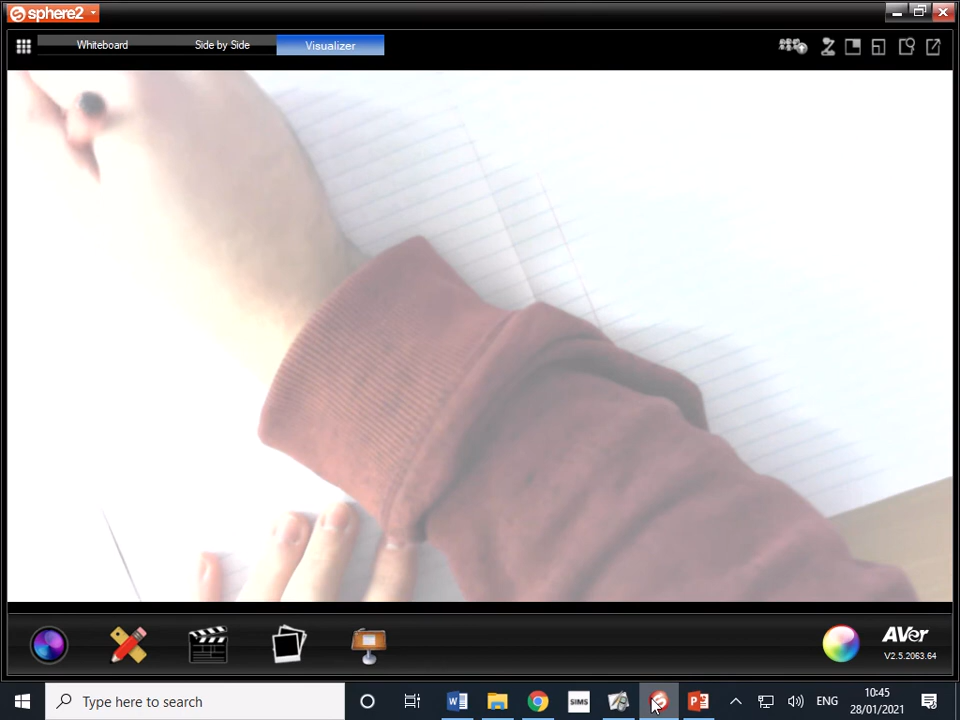 sphere2
Whiteboard
Side by Side
Visualizer
AVer
V2.5.2063.64
Type here to search
SIMS
ENG
10:45
28/01/2021